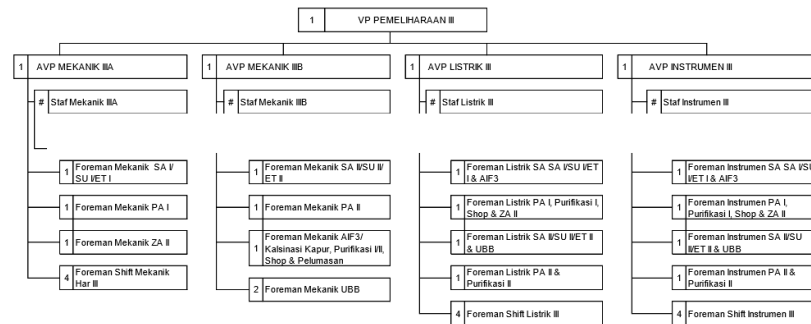 1 VP PEMELIHARAAN III
1 AVP MEKANIK IIIA
# Staf Mekanik IIIA
1 Foreman Mekanik SA I/
SU I/ET I
1 Foreman Mekanik PA I
1 Foreman Mekanik ZA II
4 Foreman Shift Mekanik
Har III
1 AVP MEKANIK IIIB
# Staf Mekanik IIIB
1 Foreman Mekanik SA II/SU II/
ET II
1 Foreman Mekanik PA II
1 Foreman Mekanik AIF3/
Kalsinasi Kapur, Purifikasi I/II,
Shop & Pelumasan
2 Foreman Mekanik UBB
1 AVP LISTRIK III
# Staf Listrik III
1 Foreman Listrik SA SA I/SU I/ET
I & AIF3
1 Foreman Listrik PA I, Purifikasi I,
Shop & ZA II
1 Foreman Listrik SA II/SU II/ET II
& UBB
1 Foreman Listrik PA II &
Purifikasi II
4 Foreman Shift Listrik III
1 AVP INSTRUMEN III
# Staf Instrumen III
1 Foreman Instrumen SA SA I/SU
I/ET I & AIF3
1 Foreman Instrumen PA I,
Purifikasi I, Shop & ZA II
1 Foreman Instrumen SA II/SU
II/ET II & UBB
1 Foreman Instrumen PA II &
Purifikasi II
4 Foreman Shift Instrumen III